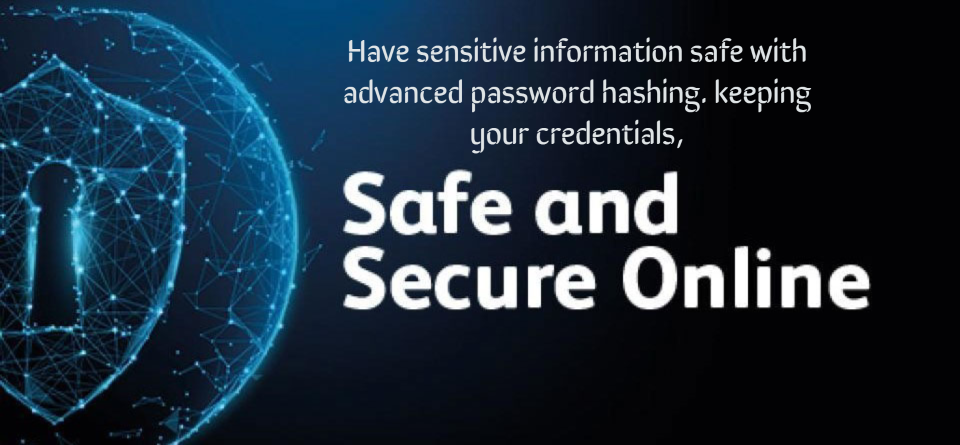 Have sensitive information safe with
advanced password hashing. keeping
your credentials,
Safe and
Secure Online